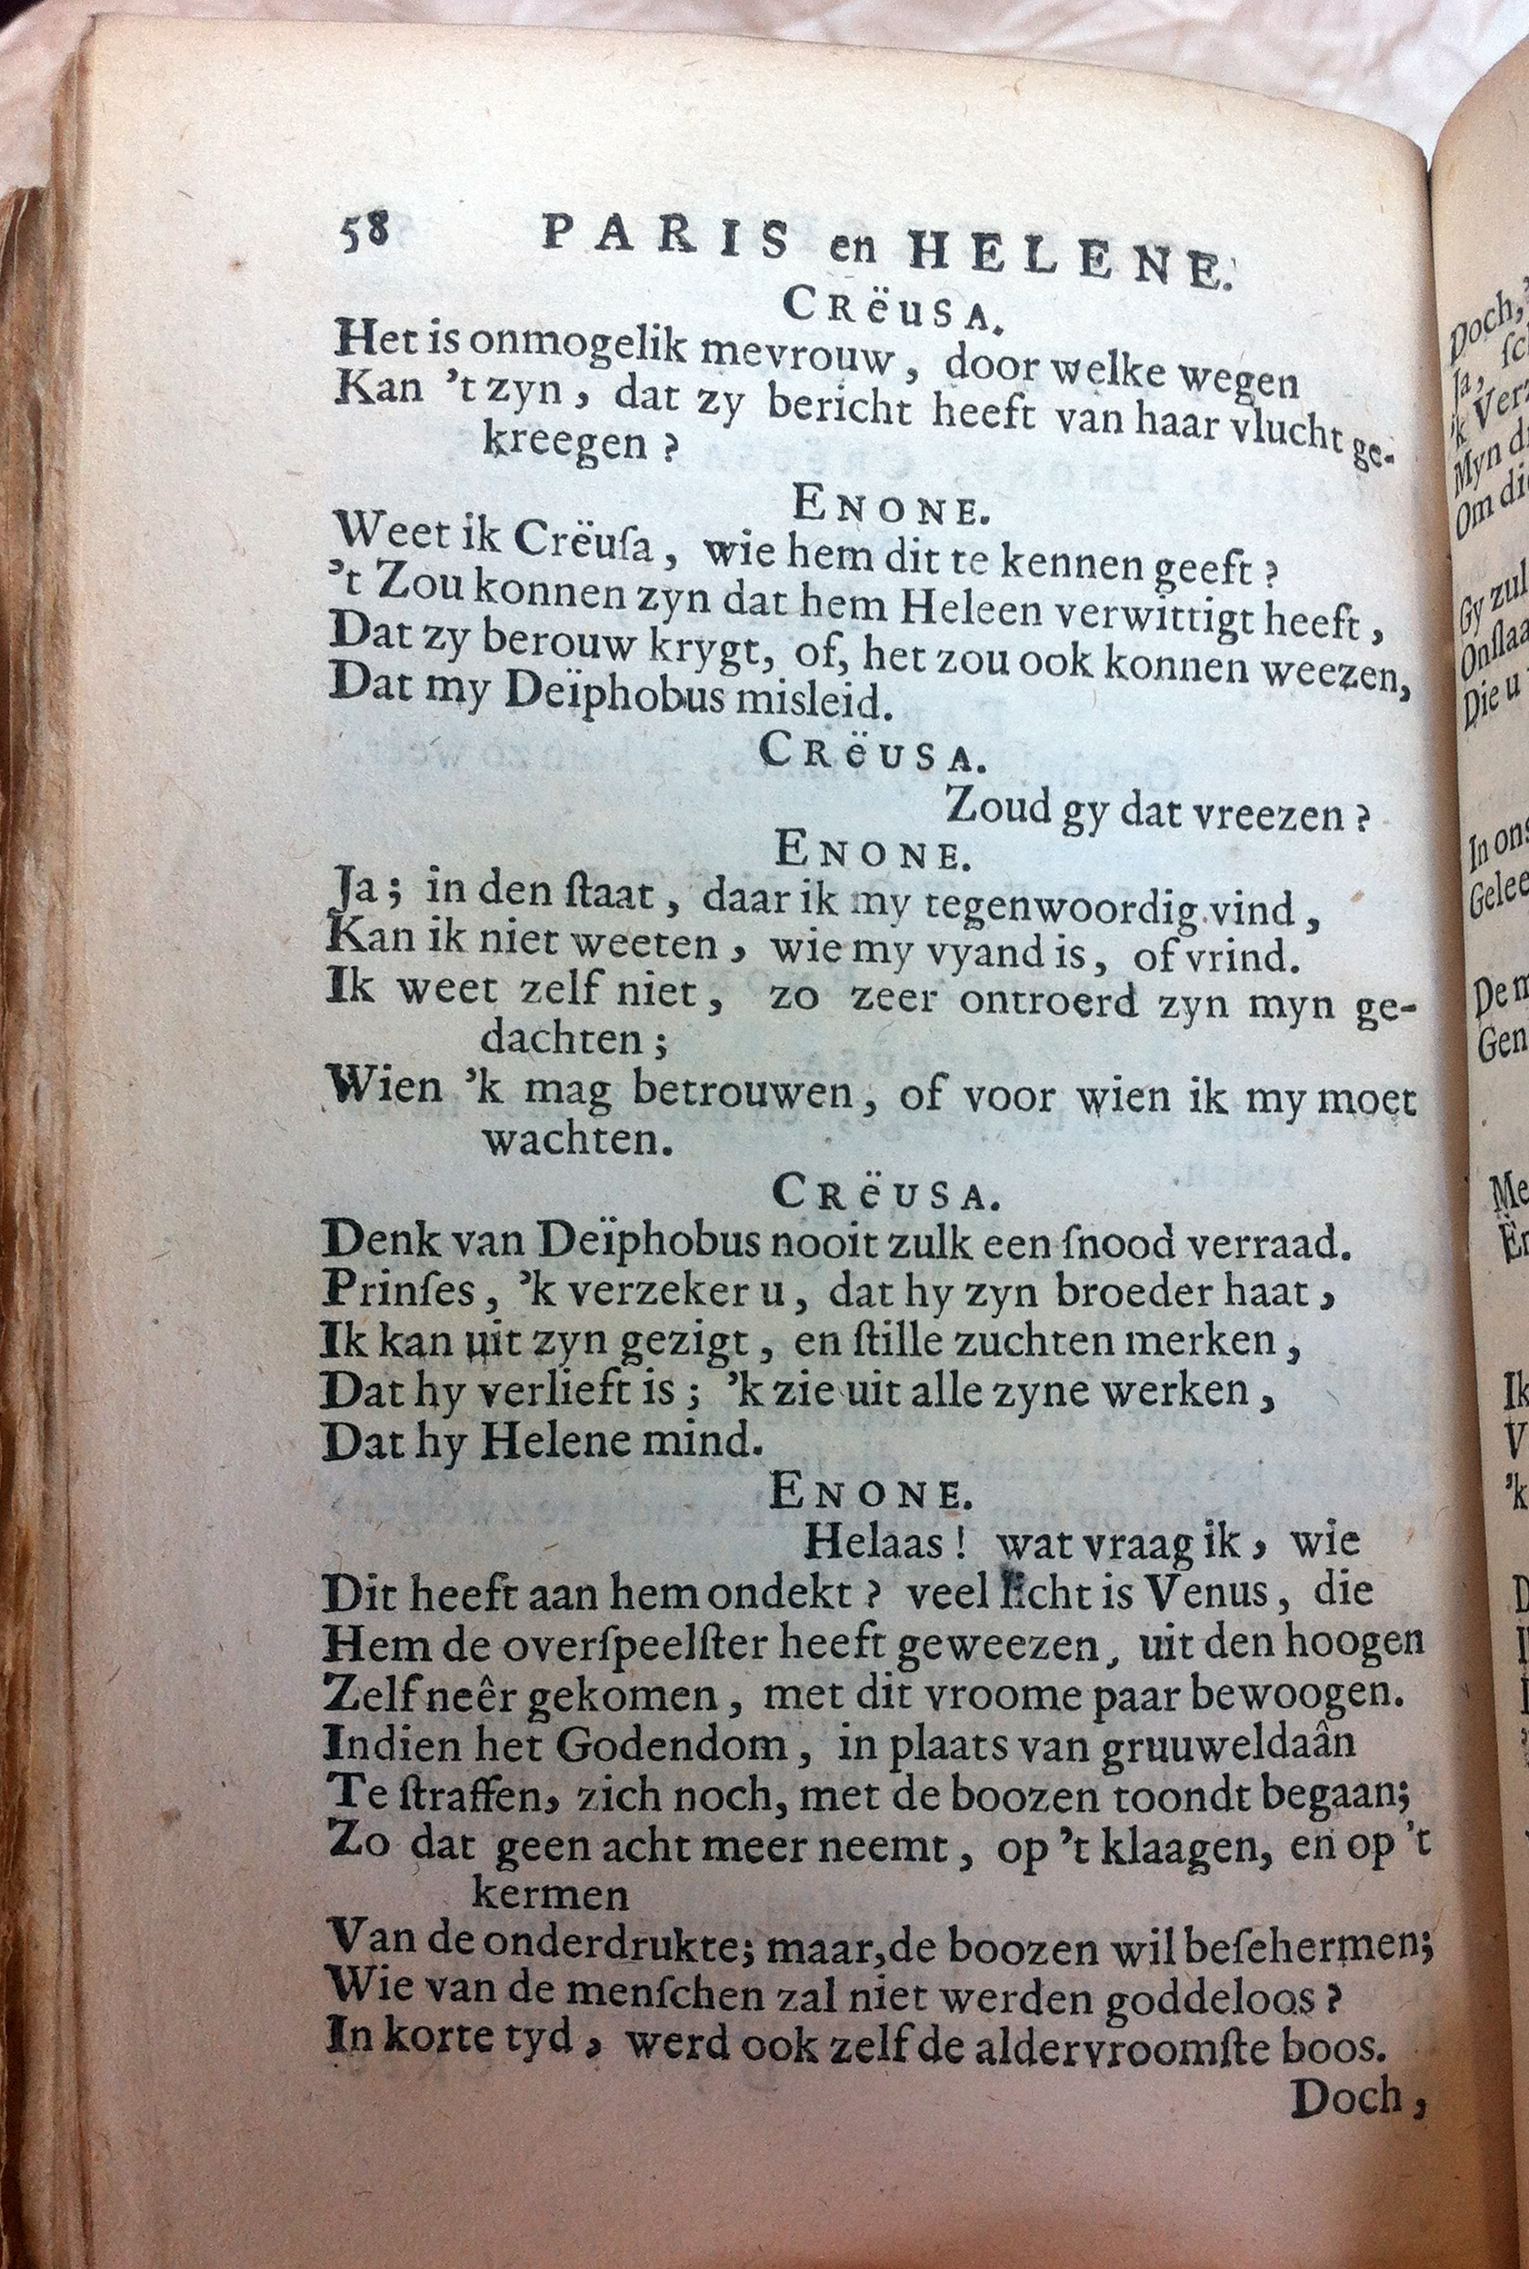 58 PARIS en HELENE.
CRËUSA.
Het is onmogelik mevrouw, door welke wegen
Kan 't zyn, dat zy bericht heeft van haar vlucht ge-
kreegen?
ENONE.
Weet ik Crëuſa, wie hem dit te kennen geeft?
't Zou konnen zyn dat hem Heleen verwittigt heeft,
Dat zy berouw krygt, of, het zou ook konnen weezen,
Dat my Deïphobus misleid.
CRËUSA.
Zoud gy dat vreezen?
ENONE.
Ja; in den ſtaat, daar ik my tegenwoordig vind,
Kan ik niet weeten, wie my vyand is, of vrind.
Ik weet zelf niet, zo zeer ontroerd zyn myn ge-
dachten;
Wien 'k mag betrouwen, of voor wien ik my moet
wachten.
CRËUSA.
Denk van Deïphobus nooit zulk een ſnood verraad.
Prinſes, 'k verzeker u, dat hy zyn broeder haat,
Ik kan uit zyn gezigt, en ſtille zuchten merken,
Dat hy verlieft is; 'k zie uit alle zyne werken,
Dat hy Helene mind.
ENONE.
Helaas! wat vraag ik, wie
Dit heeft aan hem ondekt? veel licht is Venus, die
Hem de overſpeelſter heeft geweezen, uit den hoogen
Zelf neêr gekomen, met dit vroome paar bewoogen.
Indien het Godendom, in plaats van gruuweldaân
Te ſtraffen, zich noch, met de boozen toondt begaan;
Zo dat geen acht meer neemt, op 't klaagen, en op 't
kermen
Van de onderdrukte; maar, de boozen wil beſehermen;
Wie van de menſchen zal niet werden goddeloos?
In korte tyd, werd ook zelf de aldervroomſte boos.
Doch,